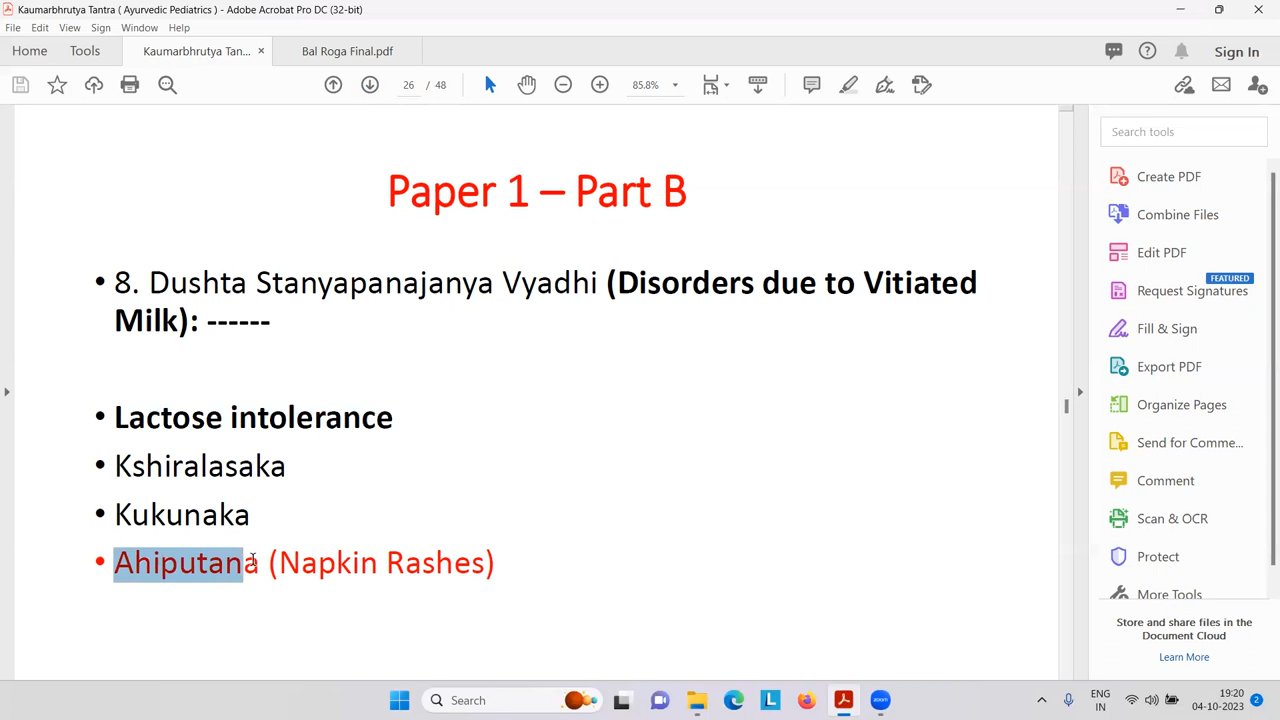 Kaumarbhrutya Tantra ( Ayurvedic Pediatrics ) - Adobe Acrobat Pro DC (32-bit)
File Edit View Sign Window Help
Home Tools Kaumarbhrutya Tan... × Bal Roga Final.pdf Sign In
26 / 48 85.8%
Paper 1 – Part B
• 8. Dushta Stanyapanajanya Vyadhi (Disorders due to Vitiated
Milk): ------
• Lactose intolerance
• Kshiralasaka
• Kukunaka
• Ahiputana (Napkin Rashes)
Search tools
Create PDF
Combine Files
Edit PDF
FEATURED
Request Signatures
Fill & Sign
Export PDF
Organize Pages
Send for Comme...
Comment
Scan & OCR
Protect
More Tools
Store and share files in the
Document Cloud
Learn More
Search
L
zoom
ENG
IN
19:20
04-10-2023
2